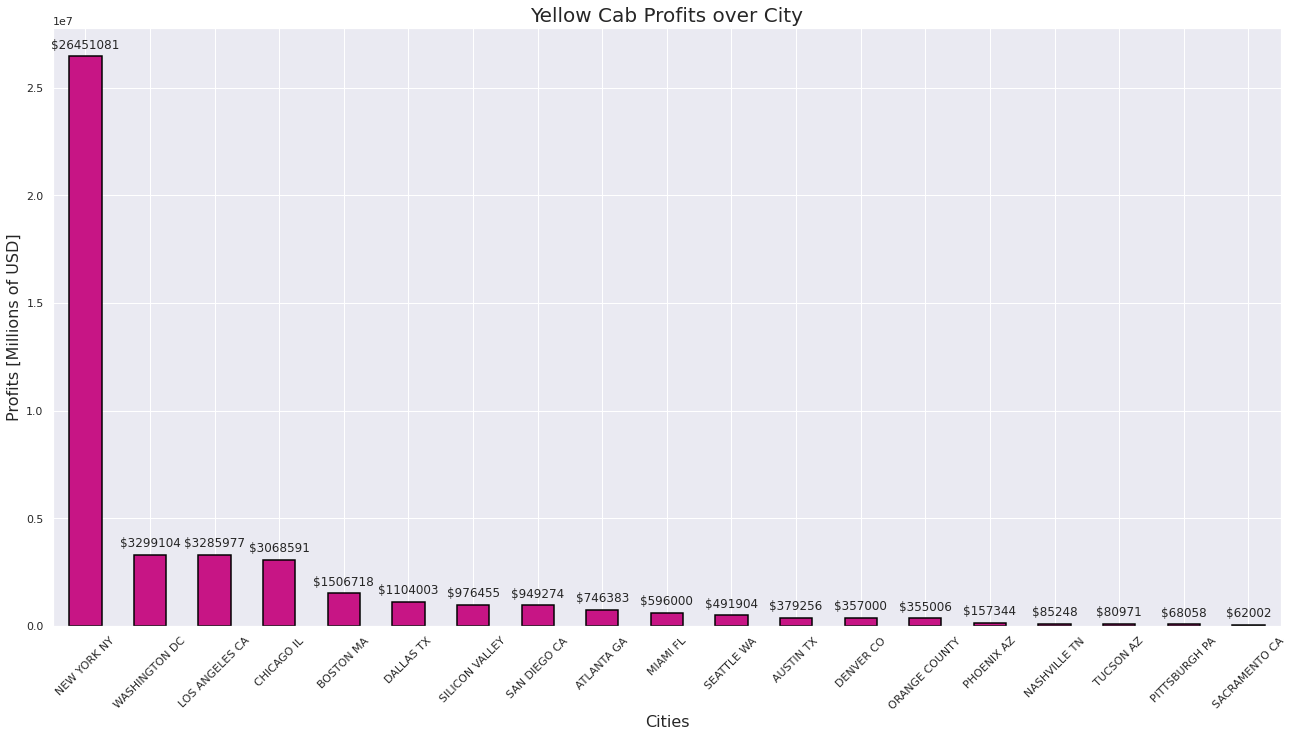 Yellow Cab Profits over City
1e7
Profits [Millions of USD]
2.5
2.0
1.5
1.0
0.5
0.0
$26451081
$3299104
$3285977
$3068591
$1506718
$1104003
$976455
$949274
$746383
$596000
$491904
$379256
$357000
$355006
$157344
$85248
$80971
$68058
$62002
NEW YORK NY
WASHINGTON DC
LOS ANGELES CA
CHICAGO IL
BOSTON MA
DALLAS TX
SILICON VALLEY
SAN DIEGO CA
ATLANTA GA
MIAMI FL
SEATTLE WA
AUSTIN TX
DENVER CO
ORANGE COUNTY
PHOENIX AZ
NASHVILLE TN
TUCSON AZ
PITTSBURGH PA
SACRAMENTO CA
Cities